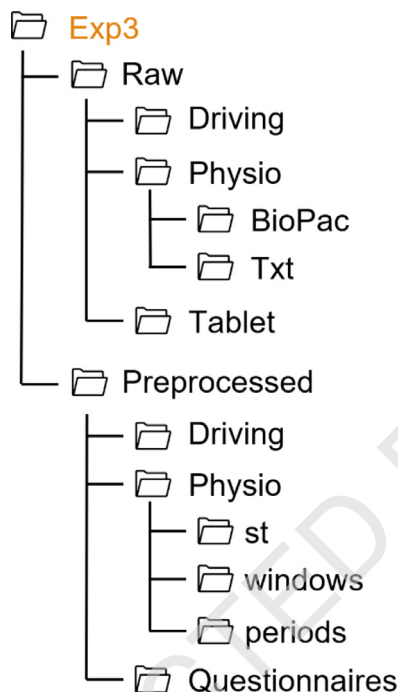 Exp3
Raw
Driving
Physio
BioPac
Txt
Tablet
Preprocessed
Driving
Physio
st
windows
periods
Questionnaires